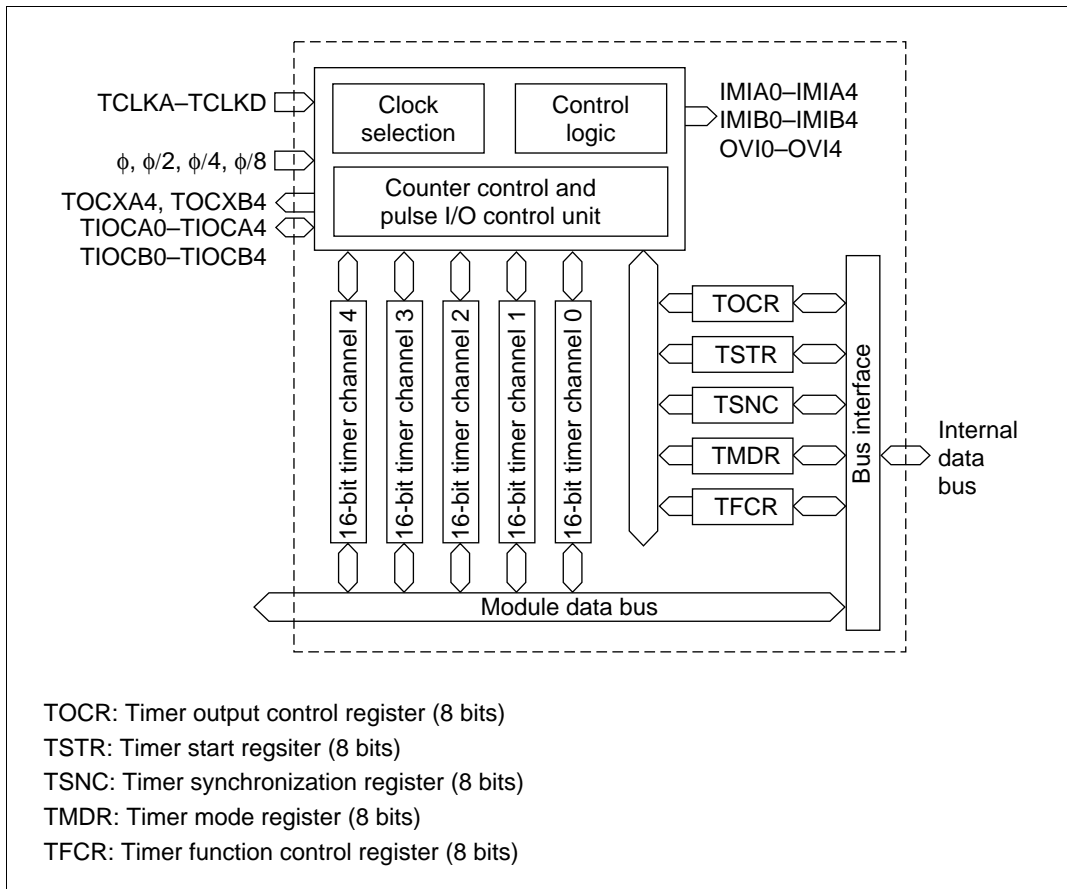 TCLKA–TCLKD
ϕ, ϕ/2, ϕ/4, ϕ/8
TOCXA4, TOCXB4
TIOCA0–TIOCA4
TIOCB0–TIOCB4
Clock
selection
Control
logic
Counter control and
pulse I/O control unit
IMIA0–IMIA4
IMIB0–IMIB4
OVI0–OVI4
16-bit timer channel 4
16-bit timer channel 3
16-bit timer channel 2
16-bit timer channel 1
16-bit timer channel 0
TOCR
TSTR
TSNC
TMDR
TFCR
Bus interface
Internal
data
bus
Module data bus
TOCR: Timer output control register (8 bits)
TSTR: Timer start regsiter (8 bits)
TSNC: Timer synchronization register (8 bits)
TMDR: Timer mode register (8 bits)
TFCR: Timer function control register (8 bits)